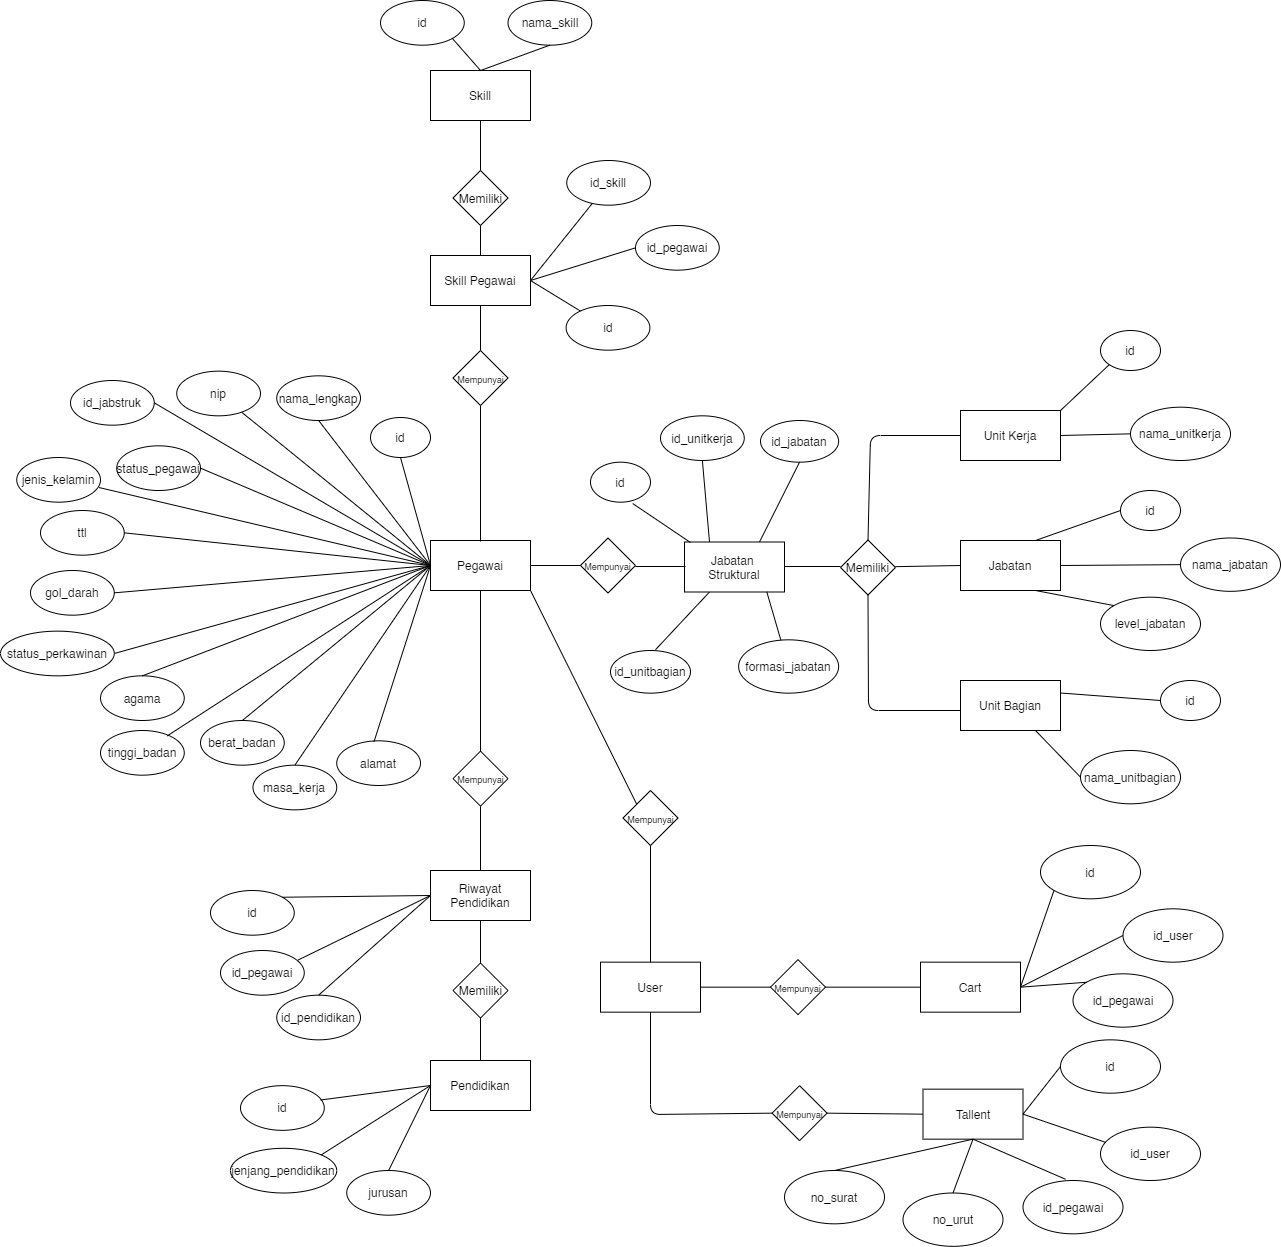 id
nama_skill
Skill
Memiliki
id_skill
id_pegawai
Skill Pegawai
id
Mempunyai
id_jabstruk
nip
nama_lengkap
id
status_pegawai
jenis_kelamin
ttl
gol_darah
status_perkawinan
agama
tinggi_badan
berat_badan
masa_kerja
alamat
Pegawai
Mempunyai
id
id_unitkerja
id_jabatan
Jabatan
Struktural
id_unitbagian
formasi_jabatan
Memiliki
id
Unit Kerja
nama_unitkerja
id
Jabatan
nama_jabatan
level_jabatan
Unit Bagian
id
nama_unitbagian
Mempunyai
Mempunyai
Riwayat
Pendidikan
id
id_pegawai
id_pendidikan
Memiliki
Pendidikan
id
jenjang_pendidikan
jurusan
User
Mempunyai
Cart
id
id_user
id_pegawai
Mempunyai
Tallent
id
id_user
id_pegawai
no_urut
no_surat